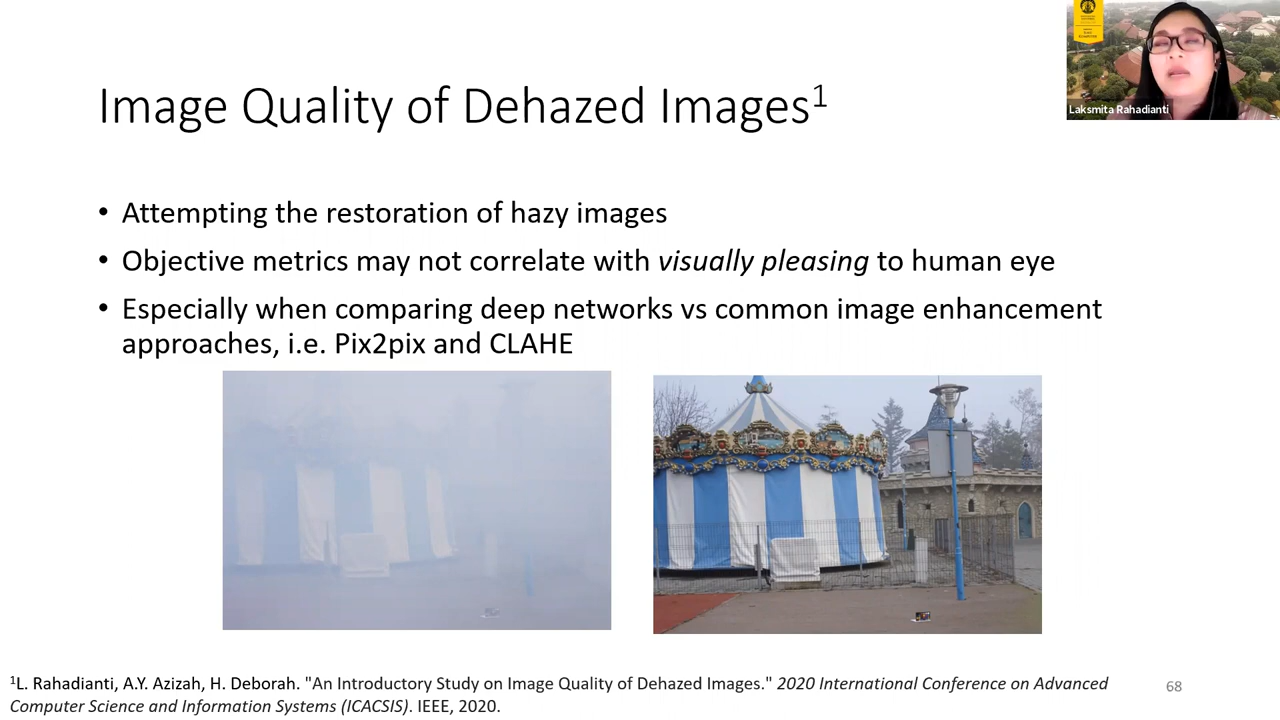 Image Quality of Dehazed Images¹
Laksmita Rahadianti
• Attempting the restoration of hazy images
• Objective metrics may not correlate with visually pleasing to human eye
• Especially when comparing deep networks vs common image enhancement
approaches, i.e. Pix2pix and CLAHE
¹L. Rahadianti, A.Y. Azizah, H. Deborah. "An Introductory Study on Image Quality of Dehazed Images." 2020 International Conference on Advanced
Computer Science and Information Systems (ICACSIS). IEEE, 2020.
68